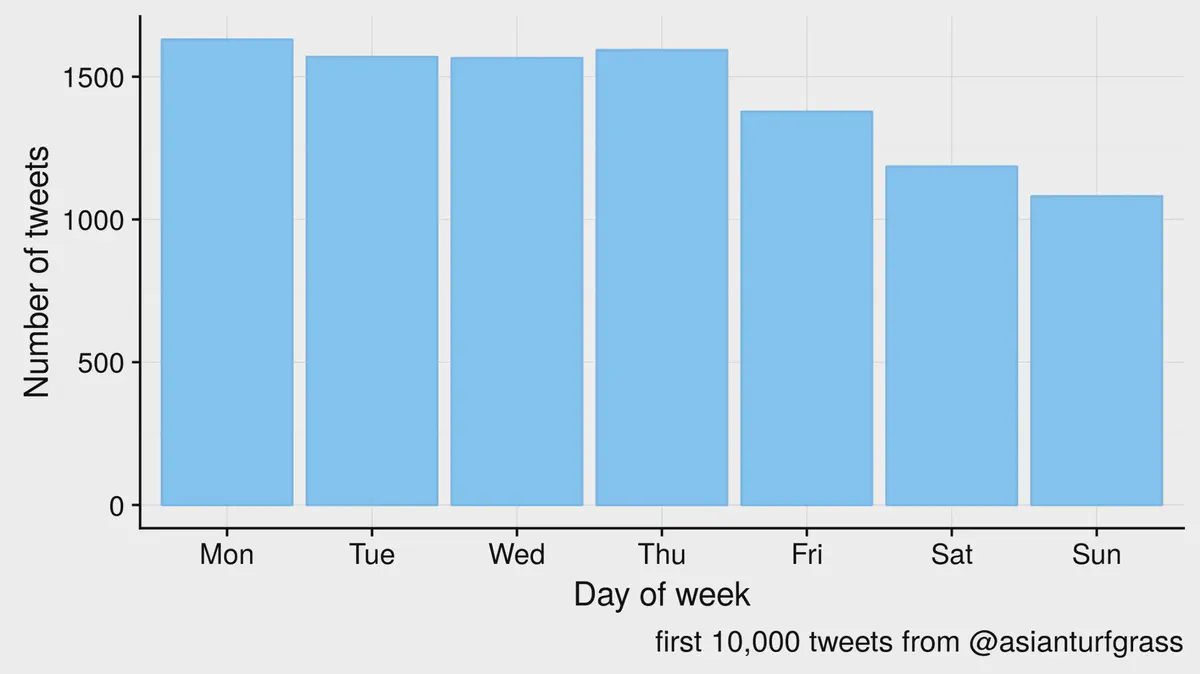 Number of tweets
1500
1000
500
0
Mon Tue Wed Thu Fri Sat Sun
Day of week
first 10,000 tweets from @asianturfgrass